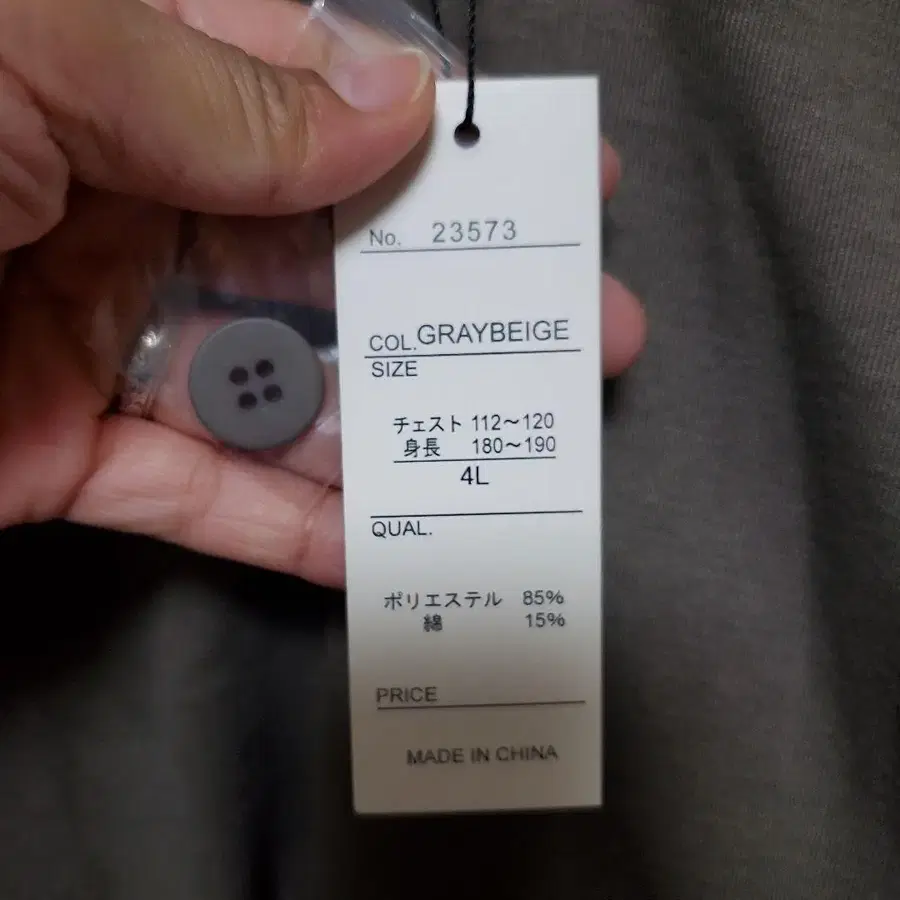 No. 23573
COL. GRAYBEIGE
SIZE
チェスト 112～120
身長 180～190
4L
QUAL.
ポリエステル 85%
綿 15%
PRICE
MADE IN CHINA